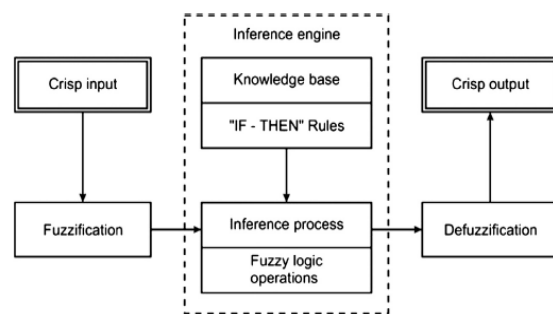 Inference engine
Crisp input
Knowledge base
"IF - THEN" Rules
Crisp output
Fuzzification
Inference process
Fuzzy logic
operations
Defuzzification